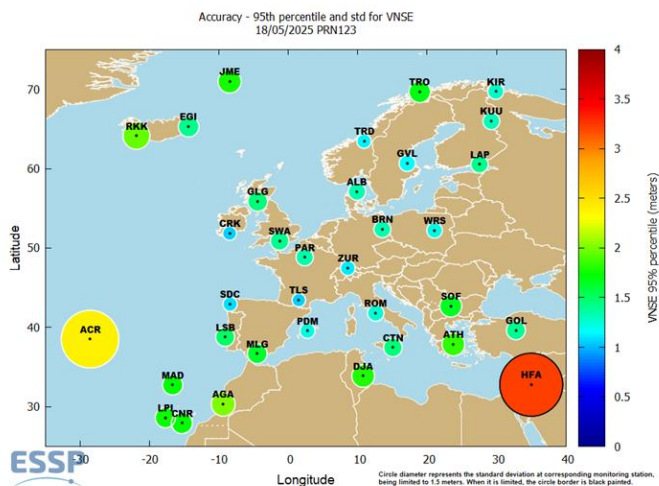 Accuracy - 95th percentile and std for VNSE
18/05/2025 PRN123
JME
TRO
KIR
EGI
RKK
KUU
TRD
GVL
LAP
ALB
GLG
CRK
SWA
BRN
WRS
PAR
ZUR
SDC
TLS
SOF
ROM
PDM
GOL
ACR
LSB
ATH
CTN
MLG
MAD
DJA
HFA
AGA
LPI
CNR
70
60
50
40
30
Latitude
-30
-20
-10
0
10
20
30
40
Longitude
4
3.5
3
2.5
2
1.5
1
0.5
0
VNSE 95% percentile (meters)
ESSP
Circle diameter represents the standard deviation at corresponding monitoring station,
being limited to 1.5 meters. When it is limited, the circle border is black painted.